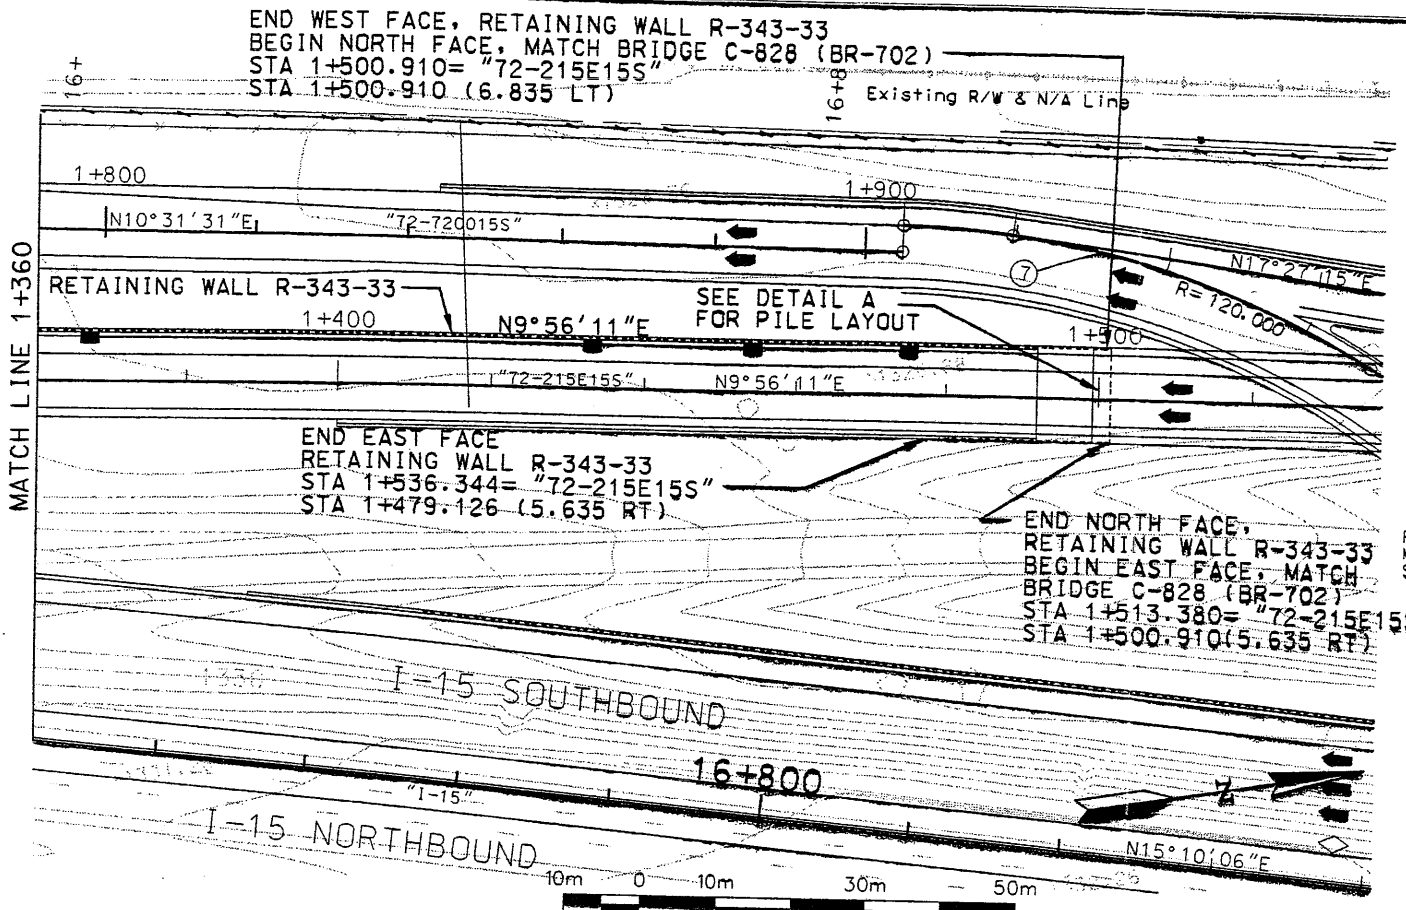 END WEST FACE, RETAINING WALL R-343-33
BEGIN NORTH FACE, MATCH BRIDGE C-828 (BR-702)
STA 1+500.910= "72-215E15S"
STA 1+500.910 (6.835 LT)
16+
16+8
Existing R/W & N/A Line
1+800
1+900
N10°31'31"E
"72-720015S"
7
N17°27'15"E
R= 120.000
MATCH LINE 1+360
RETAINING WALL R-343-33
1+400
N9°56'11"E
SEE DETAIL A
FOR PILE LAYOUT
1+500
"72-215E15S"
N9°56'11"E
END EAST FACE
RETAINING WALL R-343-33
STA 1+536.344= "72-215E15S"
STA 1+479.126 (5.635 RT)
END NORTH FACE,
RETAINING WALL R-343-33
BEGIN EAST FACE, MATCH
BRIDGE C-828 (BR-702)
STA 1+513.380= "72-215E15
STA 1+500.910(5.635 RT)
I-15 SOUTHBOUND
16+800
Z
"I-15"
I-15 NORTHBOUND
N15°10'06"E
10m 0 10m 30m 50m